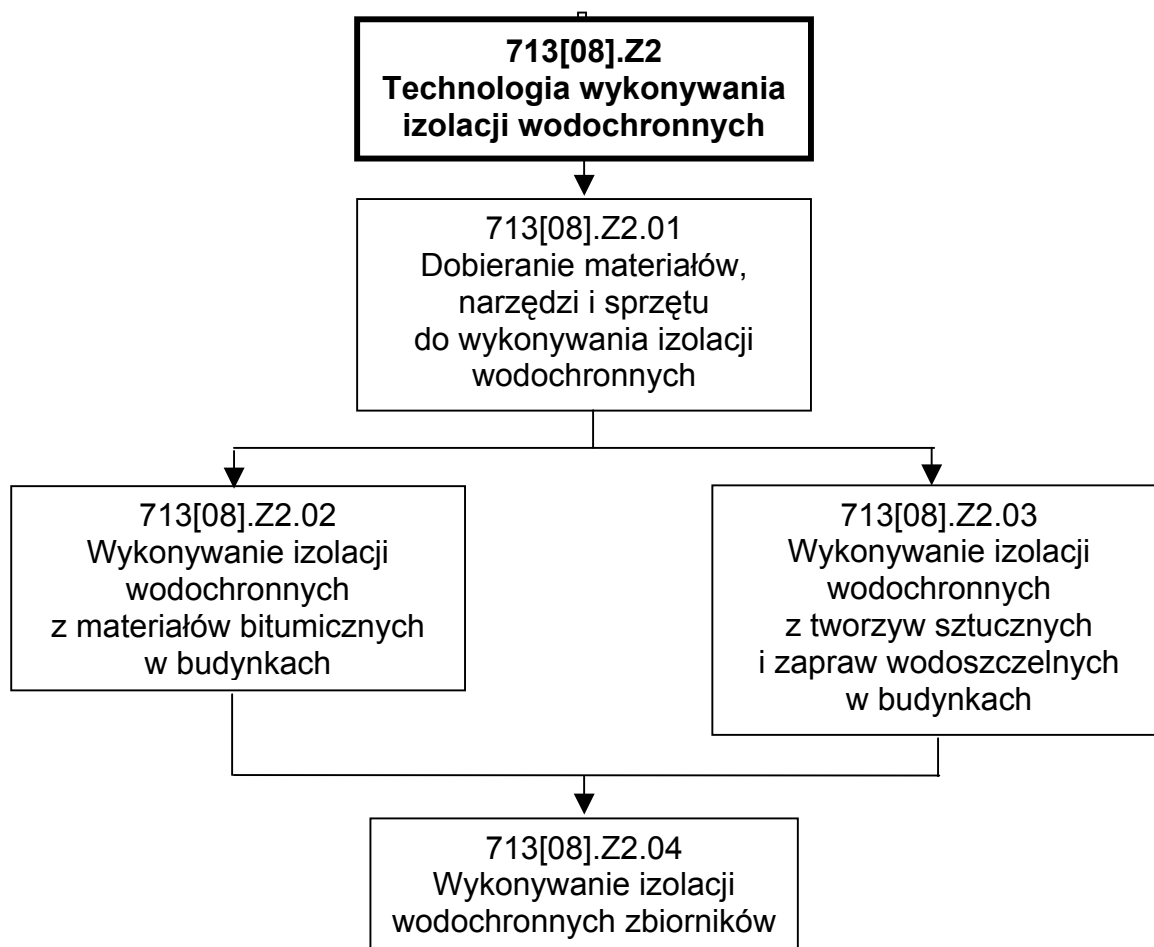 713[08].Z2
Technologia wykonywania
izolacji wodochronnych
713[08].Z2.01
Dobieranie materiałów,
narzędzi i sprzętu
do wykonywania izolacji
wodochronnych
713[08].Z2.02
Wykonywanie izolacji
wodochronnych
z materiałów bitumicznych
w budynkach
713[08].Z2.03
Wykonywanie izolacji
wodochronnych
z tworzyw sztucznych
i zapraw wodoszczelnych
w budynkach
713[08].Z2.04
Wykonywanie izolacji
wodochronnych zbiorników